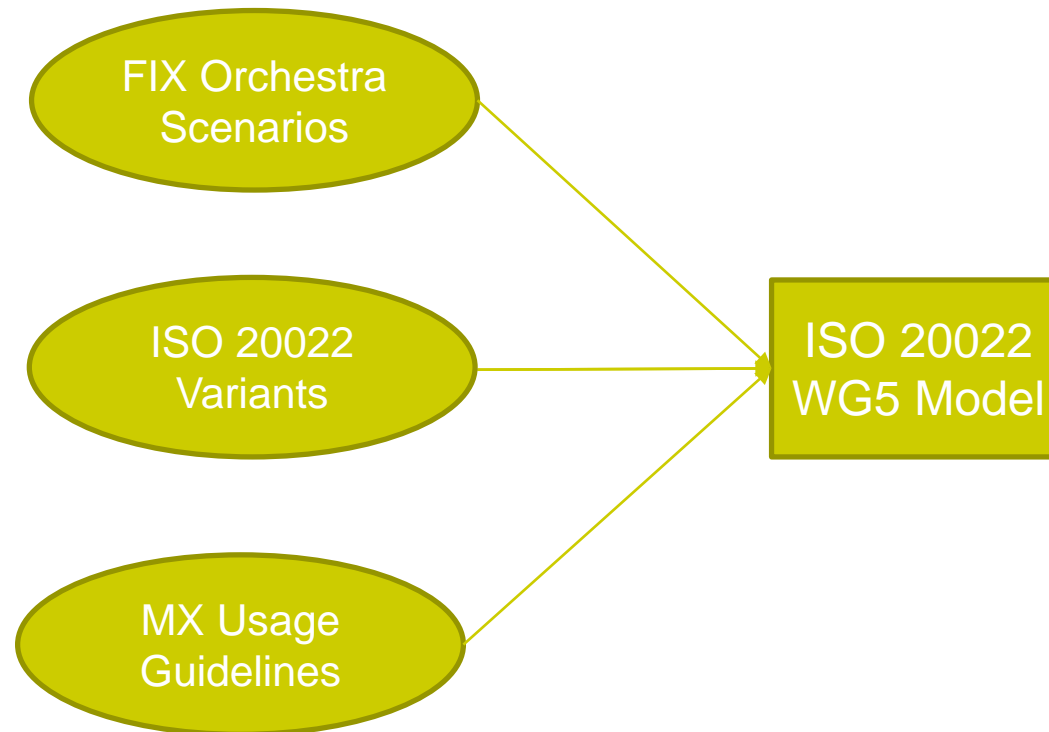 FIX Orchestra
Scenarios
ISO 20022
Variants
ISO 20022
WG5 Model
MX Usage
Guidelines